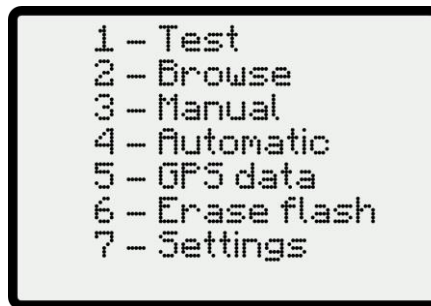 1 – Test
2 – Browse
3 – Manual
4 – Automatic
5 – GPS data
6 – Erase flash
7 – Settings